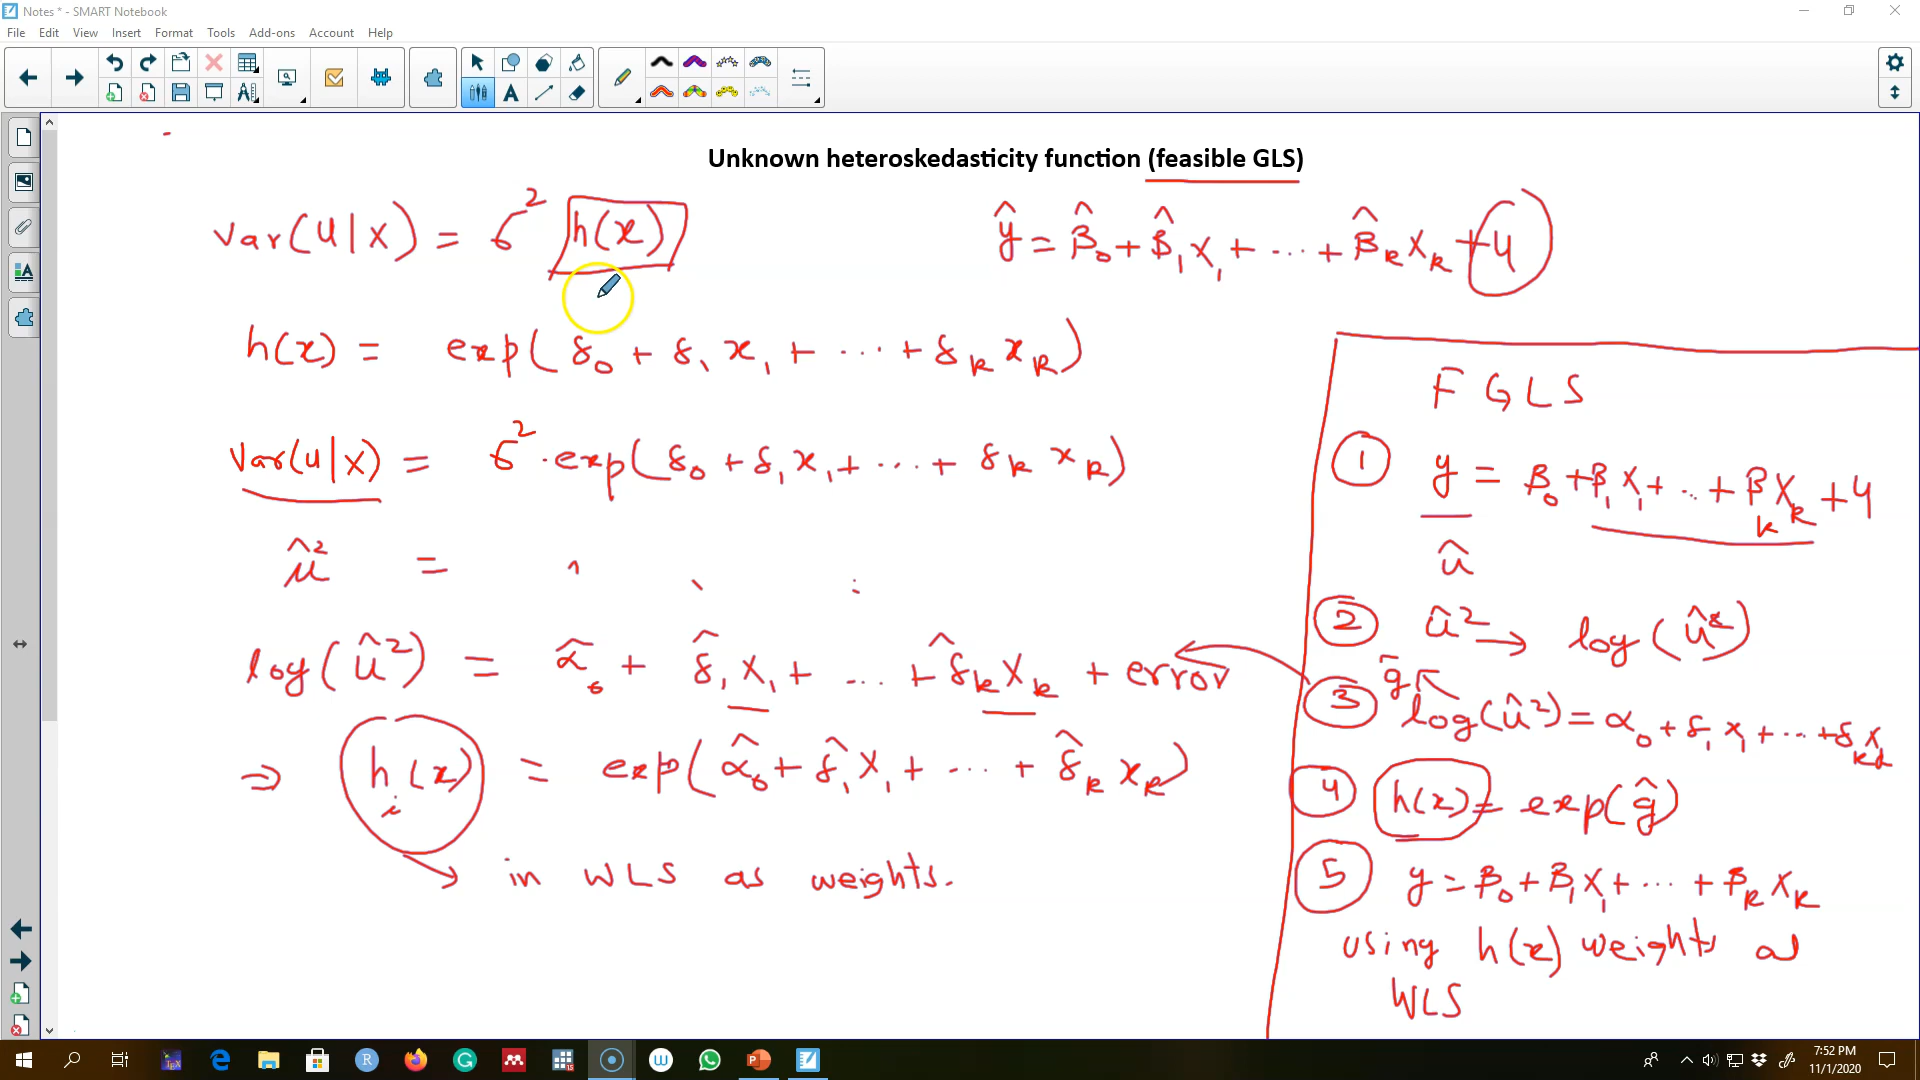 Notes * - SMART Notebook
File Edit View Insert Format Tools Add-ons Account Help
Unknown heteroskedasticity function (feasible GLS)
var(u|x) = σ² h(x)
ŷ = β̂₀ + β̂₁x₁ + ... + β̂ₖxₖ + u
h(x) = exp(δ₀ + δ₁x₁ + ... + δₖxₖ)
Var(u|x) = σ² · exp(δ₀ + δ₁x₁ + ... + δₖxₖ)
û² =
log(û²) = α̂₀ + δ̂₁x₁ + ... + δ̂ₖxₖ + error
⇒ hᵢ(x) = exp(α̂₀ + δ̂₁x₁ + ... + δ̂ₖxₖ)
→ in WLS as weights.
FGLS
1 y = β₀ + β₁x₁ + ... + βₖxₖ + u
û
2 û² → log(û²)
ĝ
3 log(û²) = α₀ + δ₁x₁ + ... + δₖxₖ
4 h(x) = exp(ĝ)
5 y = β₀ + β₁x₁ + ... + βₖxₖ
using h(x) weights as
WLS
7:52 PM
11/1/2020